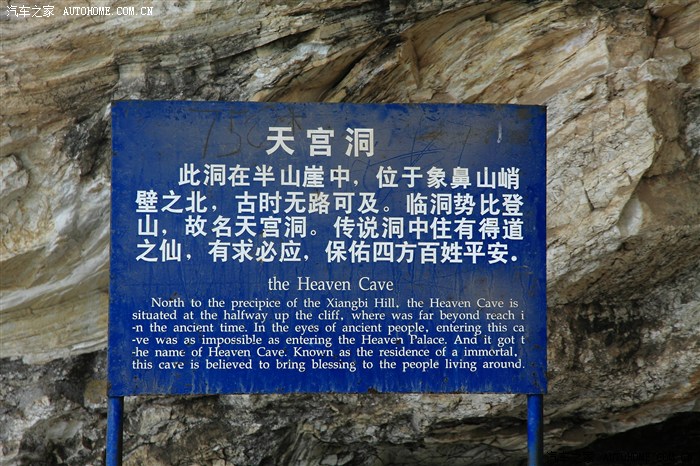 汽车之家 AUTOHOME.COM.CN
天宫洞
此洞在半山崖中，位于象鼻山峭
壁之北，古时无路可及。临洞势比登
山，故名天宫洞。传说洞中住有得道
之仙，有求必应，保佑四方百姓平安。
the Heaven Cave
North to the precipice of the Xiangbi Hill, the Heaven Cave is
situated at the halfway up the cliff, where was far beyond reach i
-n the ancient time. In the eyes of ancient people, entering this ca
-ve was as impossible as entering the Heaven Palace. And it got t
-he name of Heaven Cave. Known as the residence of a immortal,
this cave is believed to bring blessing to the people living around.